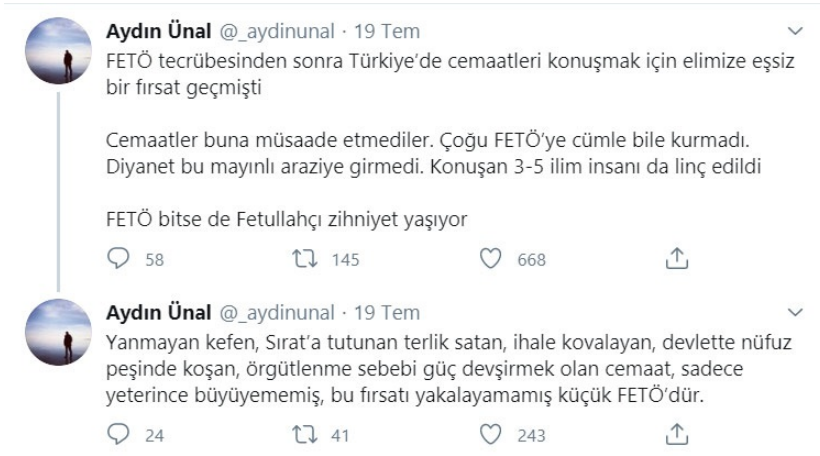 Aydın Ünal @_aydinunal · 19 Tem
FETÖ tecrübesinden sonra Türkiye’de cemaatleri konuşmak için elimize eşsiz
bir fırsat geçmişti
Cemaatler buna müsaade etmediler. Çoğu FETÖ’ye cümle bile kurmadı.
Diyanet bu mayınlı araziye girmedi. Konuşan 3-5 ilim insanı da linç edildi
FETÖ bitse de Fetullahçı zihniyet yaşıyor
58 145 668
Aydın Ünal @_aydinunal · 19 Tem
Yanmayan kefen, Sırat’a tutunan terlik satan, ihale kovalayan, devlette nüfuz
peşinde koşan, örgütlenme sebebi güç devşirmek olan cemaat, sadece
yeterince büyüyememiş, bu fırsatı yakalayamamış küçük FETÖ’dür.
24 41 243